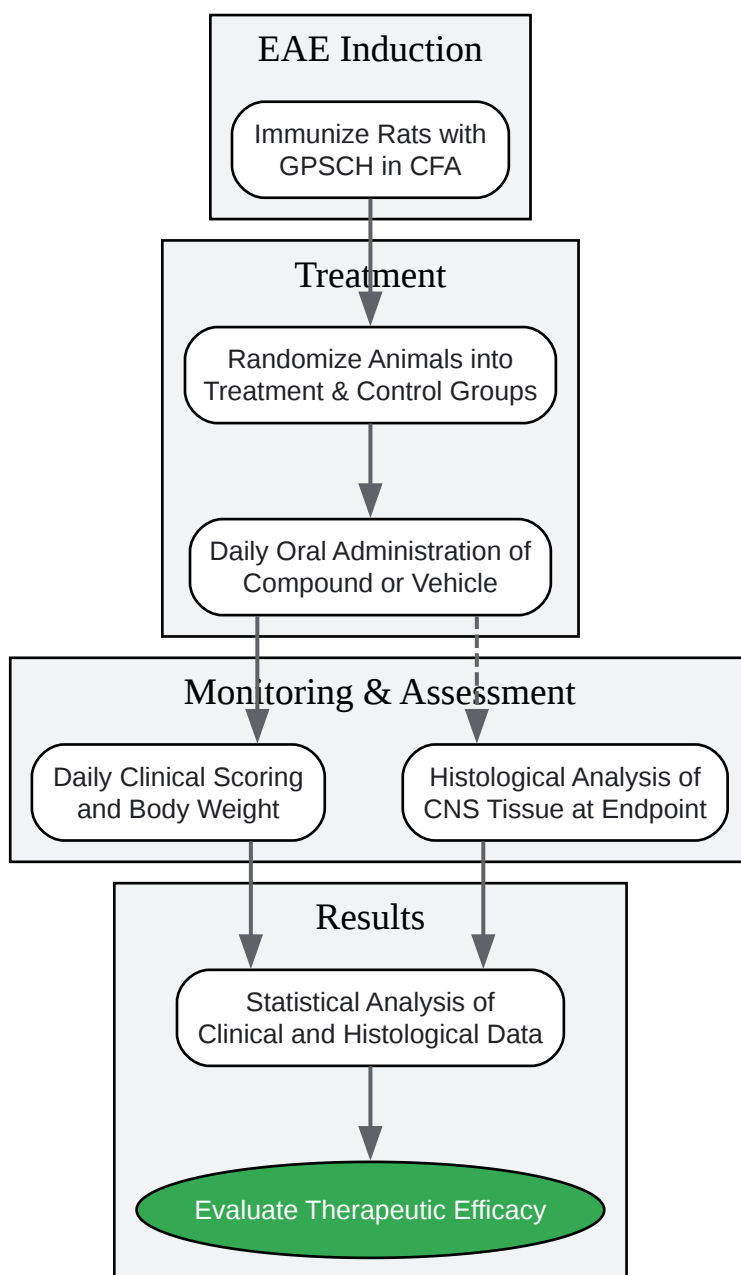 EAE Induction
Immunize Rats with
GPSCH in CFA
Treatment
Randomize Animals into
Treatment & Control Groups
Daily Oral Administration of
Compound or Vehicle
Monitoring & Assessment
Daily Clinical Scoring
and Body Weight
Histological Analysis of
CNS Tissue at Endpoint
Results
Statistical Analysis of
Clinical and Histological Data
Evaluate Therapeutic Efficacy